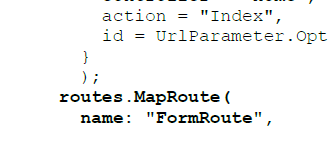 action = "Index",
id = UrlParameter.Opt
}
);
routes.MapRoute(
name: "FormRoute",